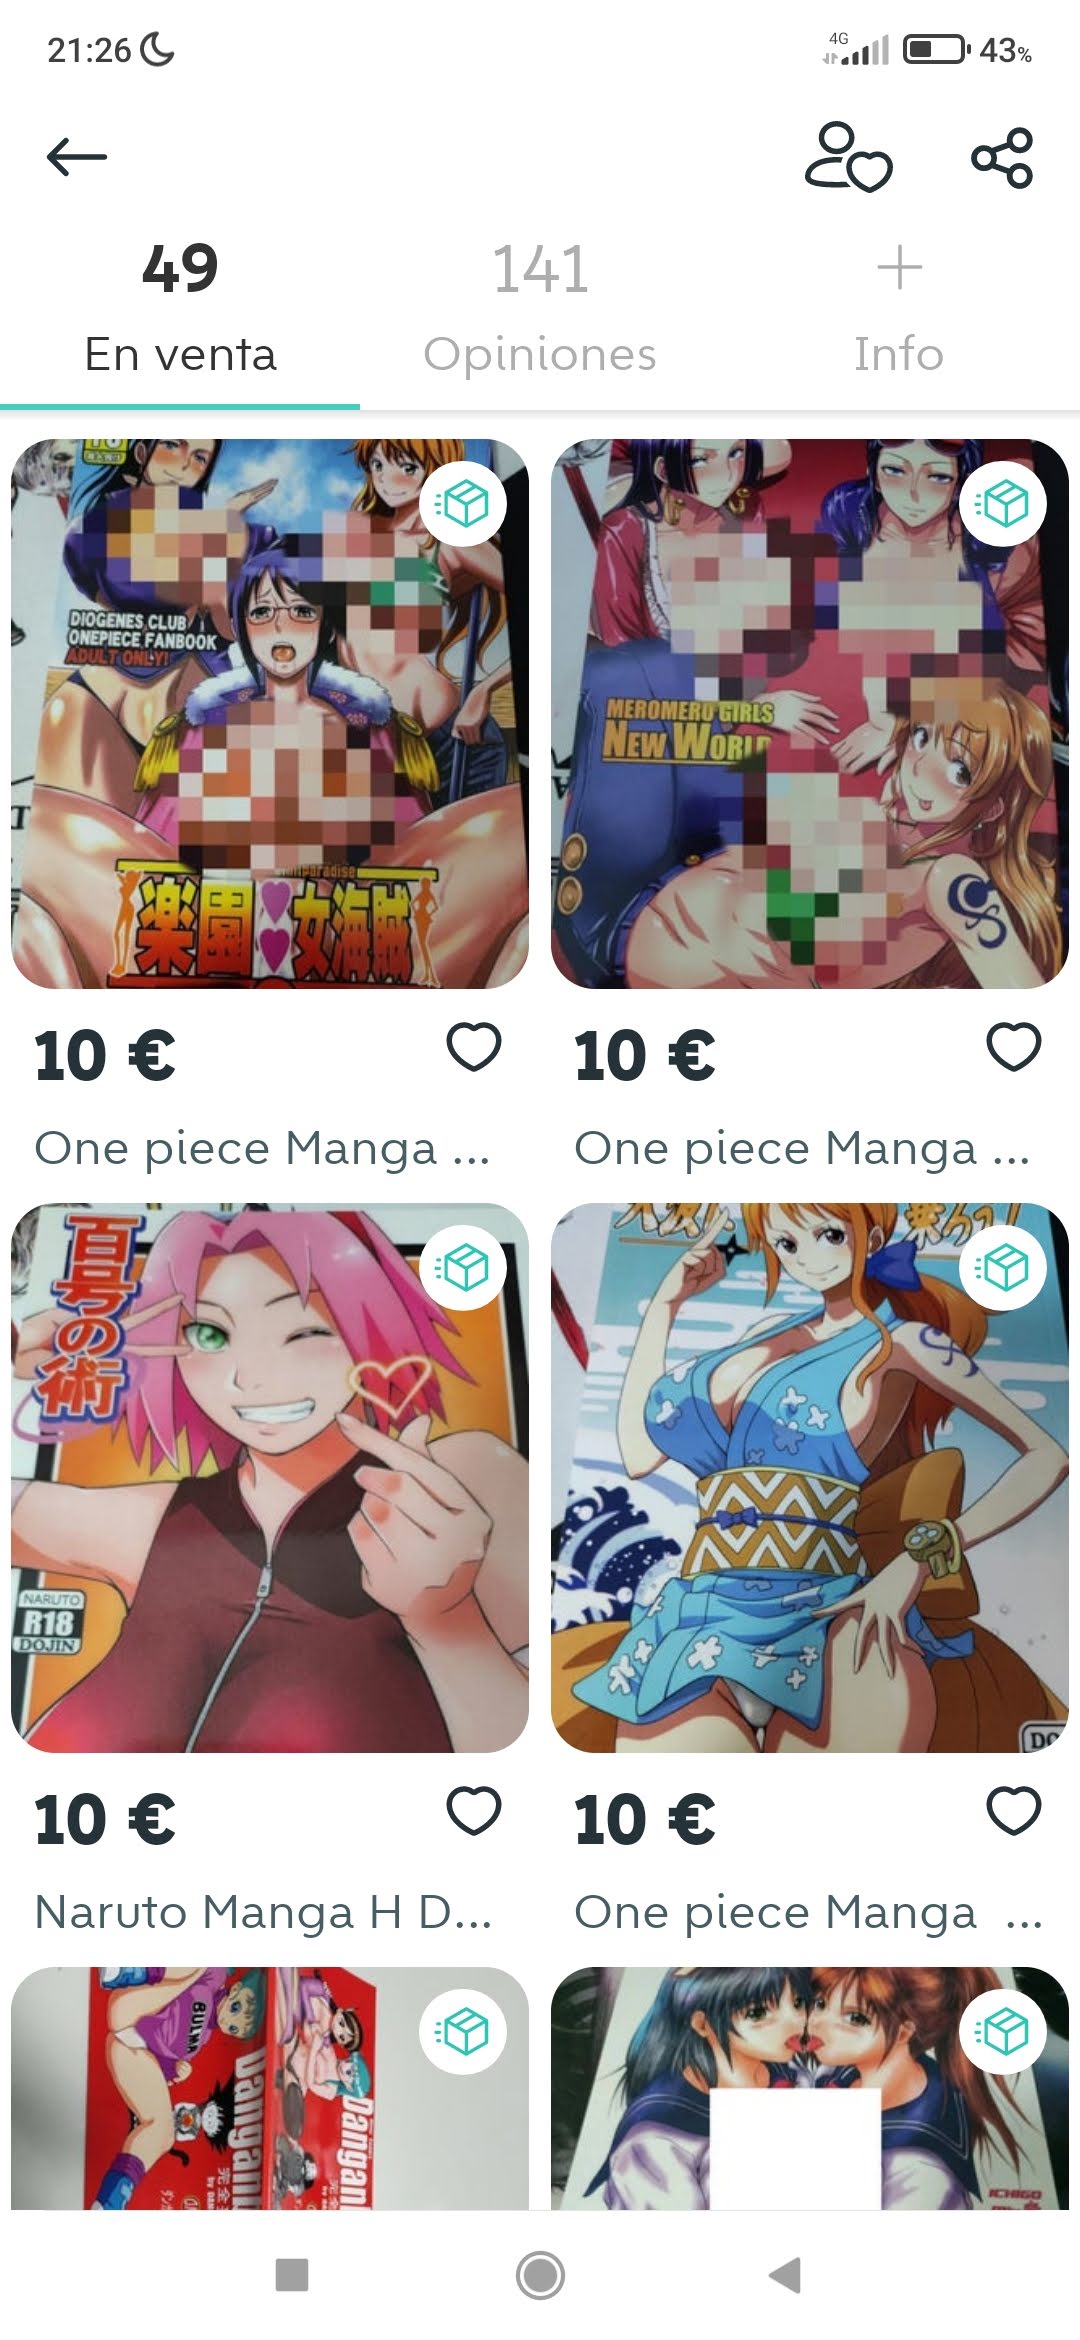 21:26
4G
43%
49
141
En venta
Opiniones
Info
DIOGENES CLUB
ONEPIECE FANBOOK
ADULT ONLY!
楽園
女海賊
MEROMERO GIRLS
NEW WORLD
10 €
10 €
One piece Manga ...
One piece Manga ...
百号の術
NARUTO
R18
DOJIN
10 €
10 €
Naruto Manga H D...
One piece Manga ...
BULMA
ICHIGO